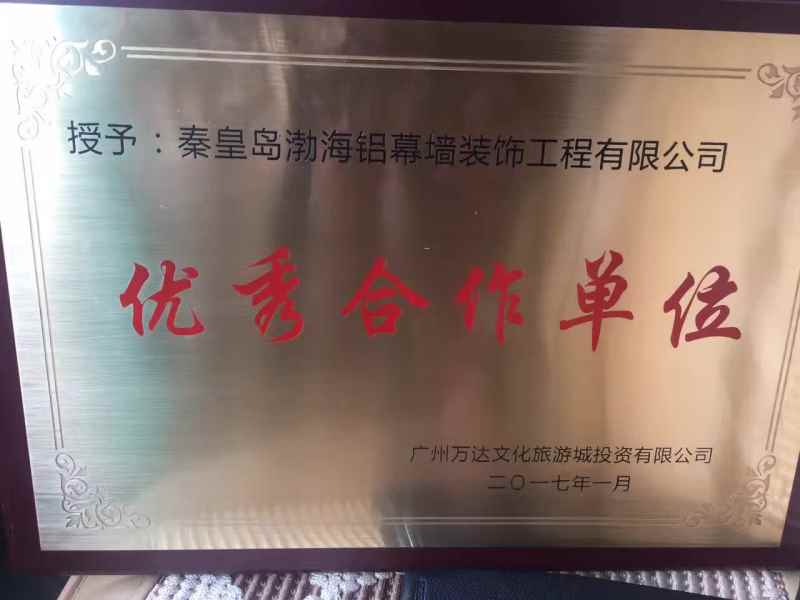 授予：秦皇岛渤海铝幕墙装饰工程有限公司
优秀合作单位
广州万达文化旅游城投资有限公司
二〇一七年一月